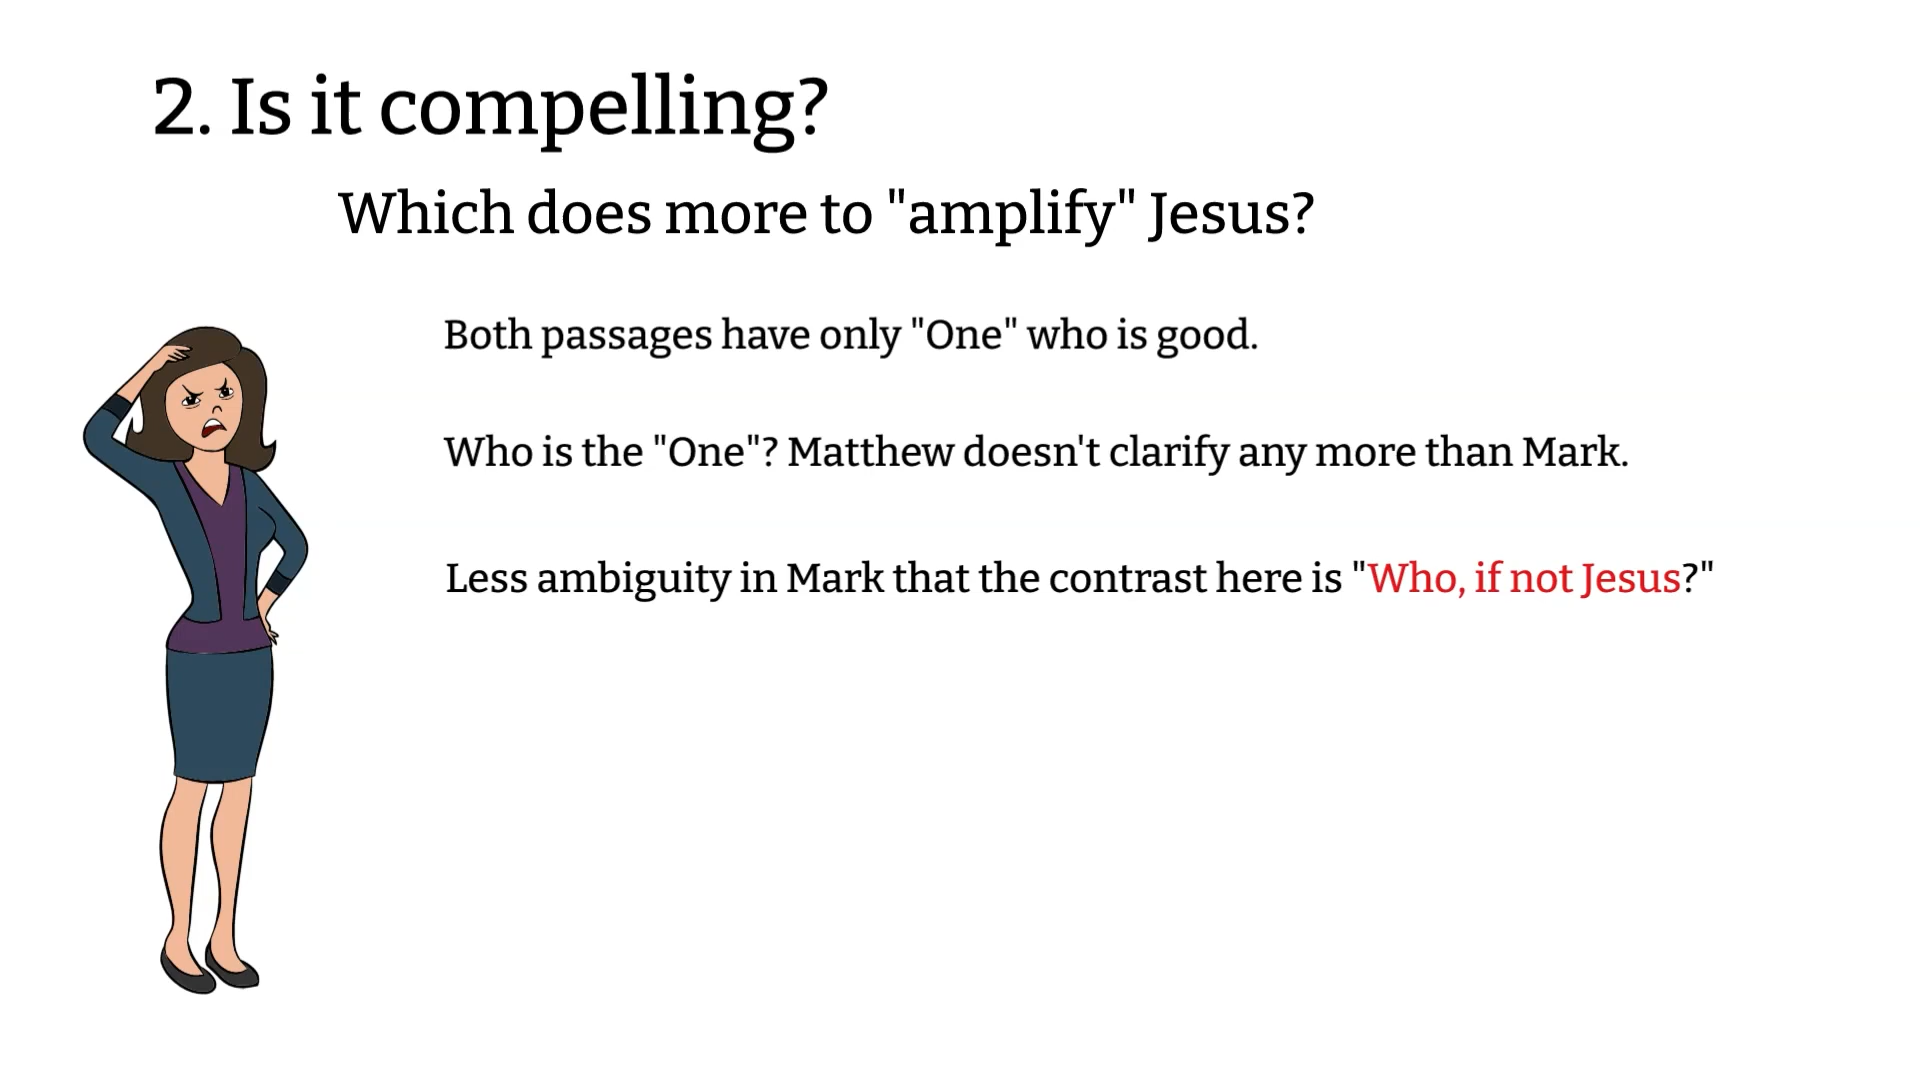 2. Is it compelling?
Which does more to "amplify" Jesus?
Both passages have only "One" who is good.
Who is the "One"? Matthew doesn't clarify any more than Mark.
Less ambiguity in Mark that the contrast here is "Who, if not Jesus?"